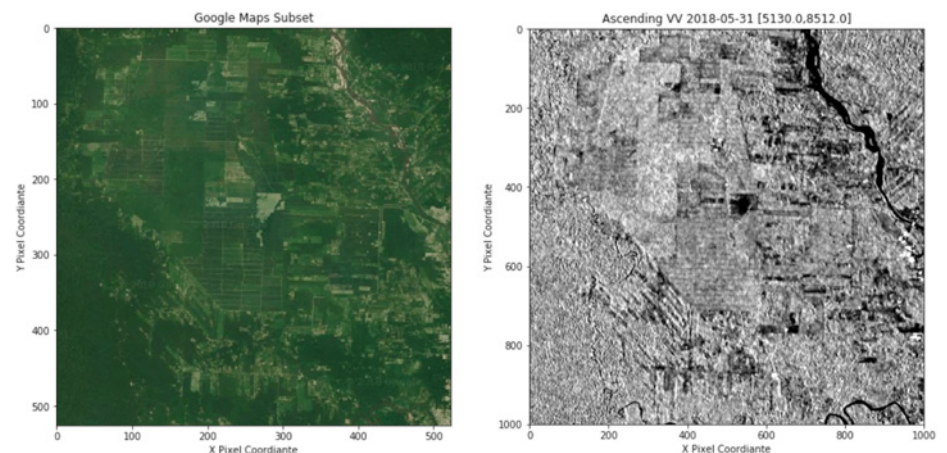 Google Maps Subset
0
100
200
300
400
500
Y Pixel Coordiante
0 100 200 300 400 500
X Pixel Coordiante
Ascending VV 2018-05-31 [5130.0,8512.0]
0
200
400
600
800
1000
Y Pixel Coordiante
0 200 400 600 800 1000
X Pixel Coordiante